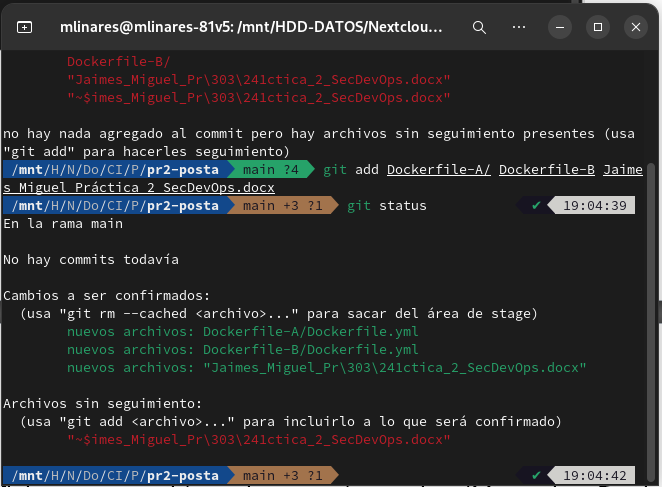 mlinares@mlinares-81v5: /mnt/HDD-DATOS/Nextclou...
Dockerfile-B/
"Jaimes_Miguel_Pr\303\241ctica_2_SecDevOps.docx"
"~$imes_Miguel_Pr\303\241ctica_2_SecDevOps.docx"
no hay nada agregado al commit pero hay archivos sin seguimiento presentes (usa
"git add" para hacerles seguimiento)
/mnt/H/N/Do/CI/P/pr2-posta main ?4 git add Dockerfile-A/ Dockerfile-B Jaime
s_Miguel_Práctica_2_SecDevOps.docx
/mnt/H/N/Do/CI/P/pr2-posta main +3 ?1 git status ✔ 19:04:39
En la rama main
No hay commits todavía
Cambios a ser confirmados:
(usa "git rm --cached <archivo>..." para sacar del área de stage)
nuevos archivos: Dockerfile-A/Dockerfile.yml
nuevos archivos: Dockerfile-B/Dockerfile.yml
nuevos archivos: "Jaimes_Miguel_Pr\303\241ctica_2_SecDevOps.docx"
Archivos sin seguimiento:
(usa "git add <archivo>..." para incluirlo a lo que será confirmado)
"~$imes_Miguel_Pr\303\241ctica_2_SecDevOps.docx"
/mnt/H/N/Do/CI/P/pr2-posta main +3 ?1 ✔ 19:04:42